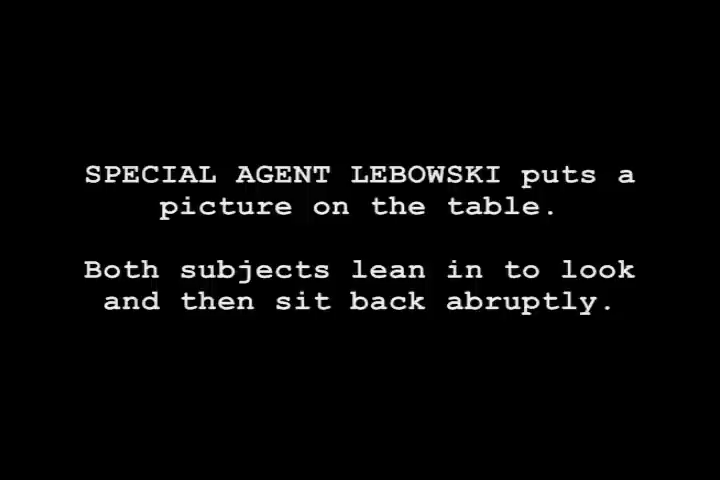 SPECIAL AGENT LEBOWSKI puts a
picture on the table.
Both subjects lean in to look
and then sit back abruptly.